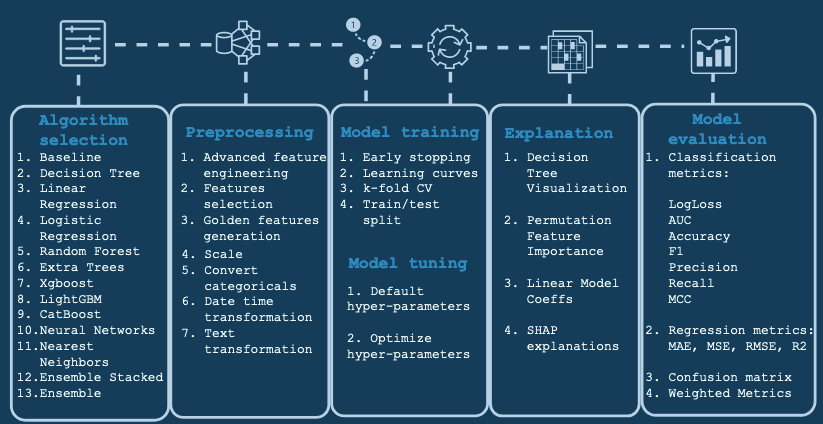 1
2
3
Algorithm
selection
1. Baseline
2. Decision Tree
3. Linear
Regression
4. Logistic
Regression
5. Random Forest
6. Extra Trees
7. Xgboost
8. LightGBM
9. CatBoost
10.Neural Networks
11.Nearest
Neighbors
12.Ensemble Stacked
13.Ensemble
Preprocessing
1. Advanced feature
engineering
2. Features
selection
3. Golden features
generation
4. Scale
5. Convert
categoricals
6. Date time
transformation
7. Text
transformation
Model training
1. Early stopping
2. Learning curves
3. k-fold CV
4. Train/test
split
Model tuning
1. Default
hyper-parameters
2. Optimize
hyper-parameters
Explanation
1. Decision
Tree
Visualization
2. Permutation
Feature
Importance
3. Linear Model
Coeffs
4. SHAP
explanations
Model
evaluation
1. Classification
metrics:
LogLoss
AUC
Accuracy
F1
Precision
Recall
MCC
2. Regression metrics:
MAE, MSE, RMSE, R2
3. Confusion matrix
4. Weighted Metrics